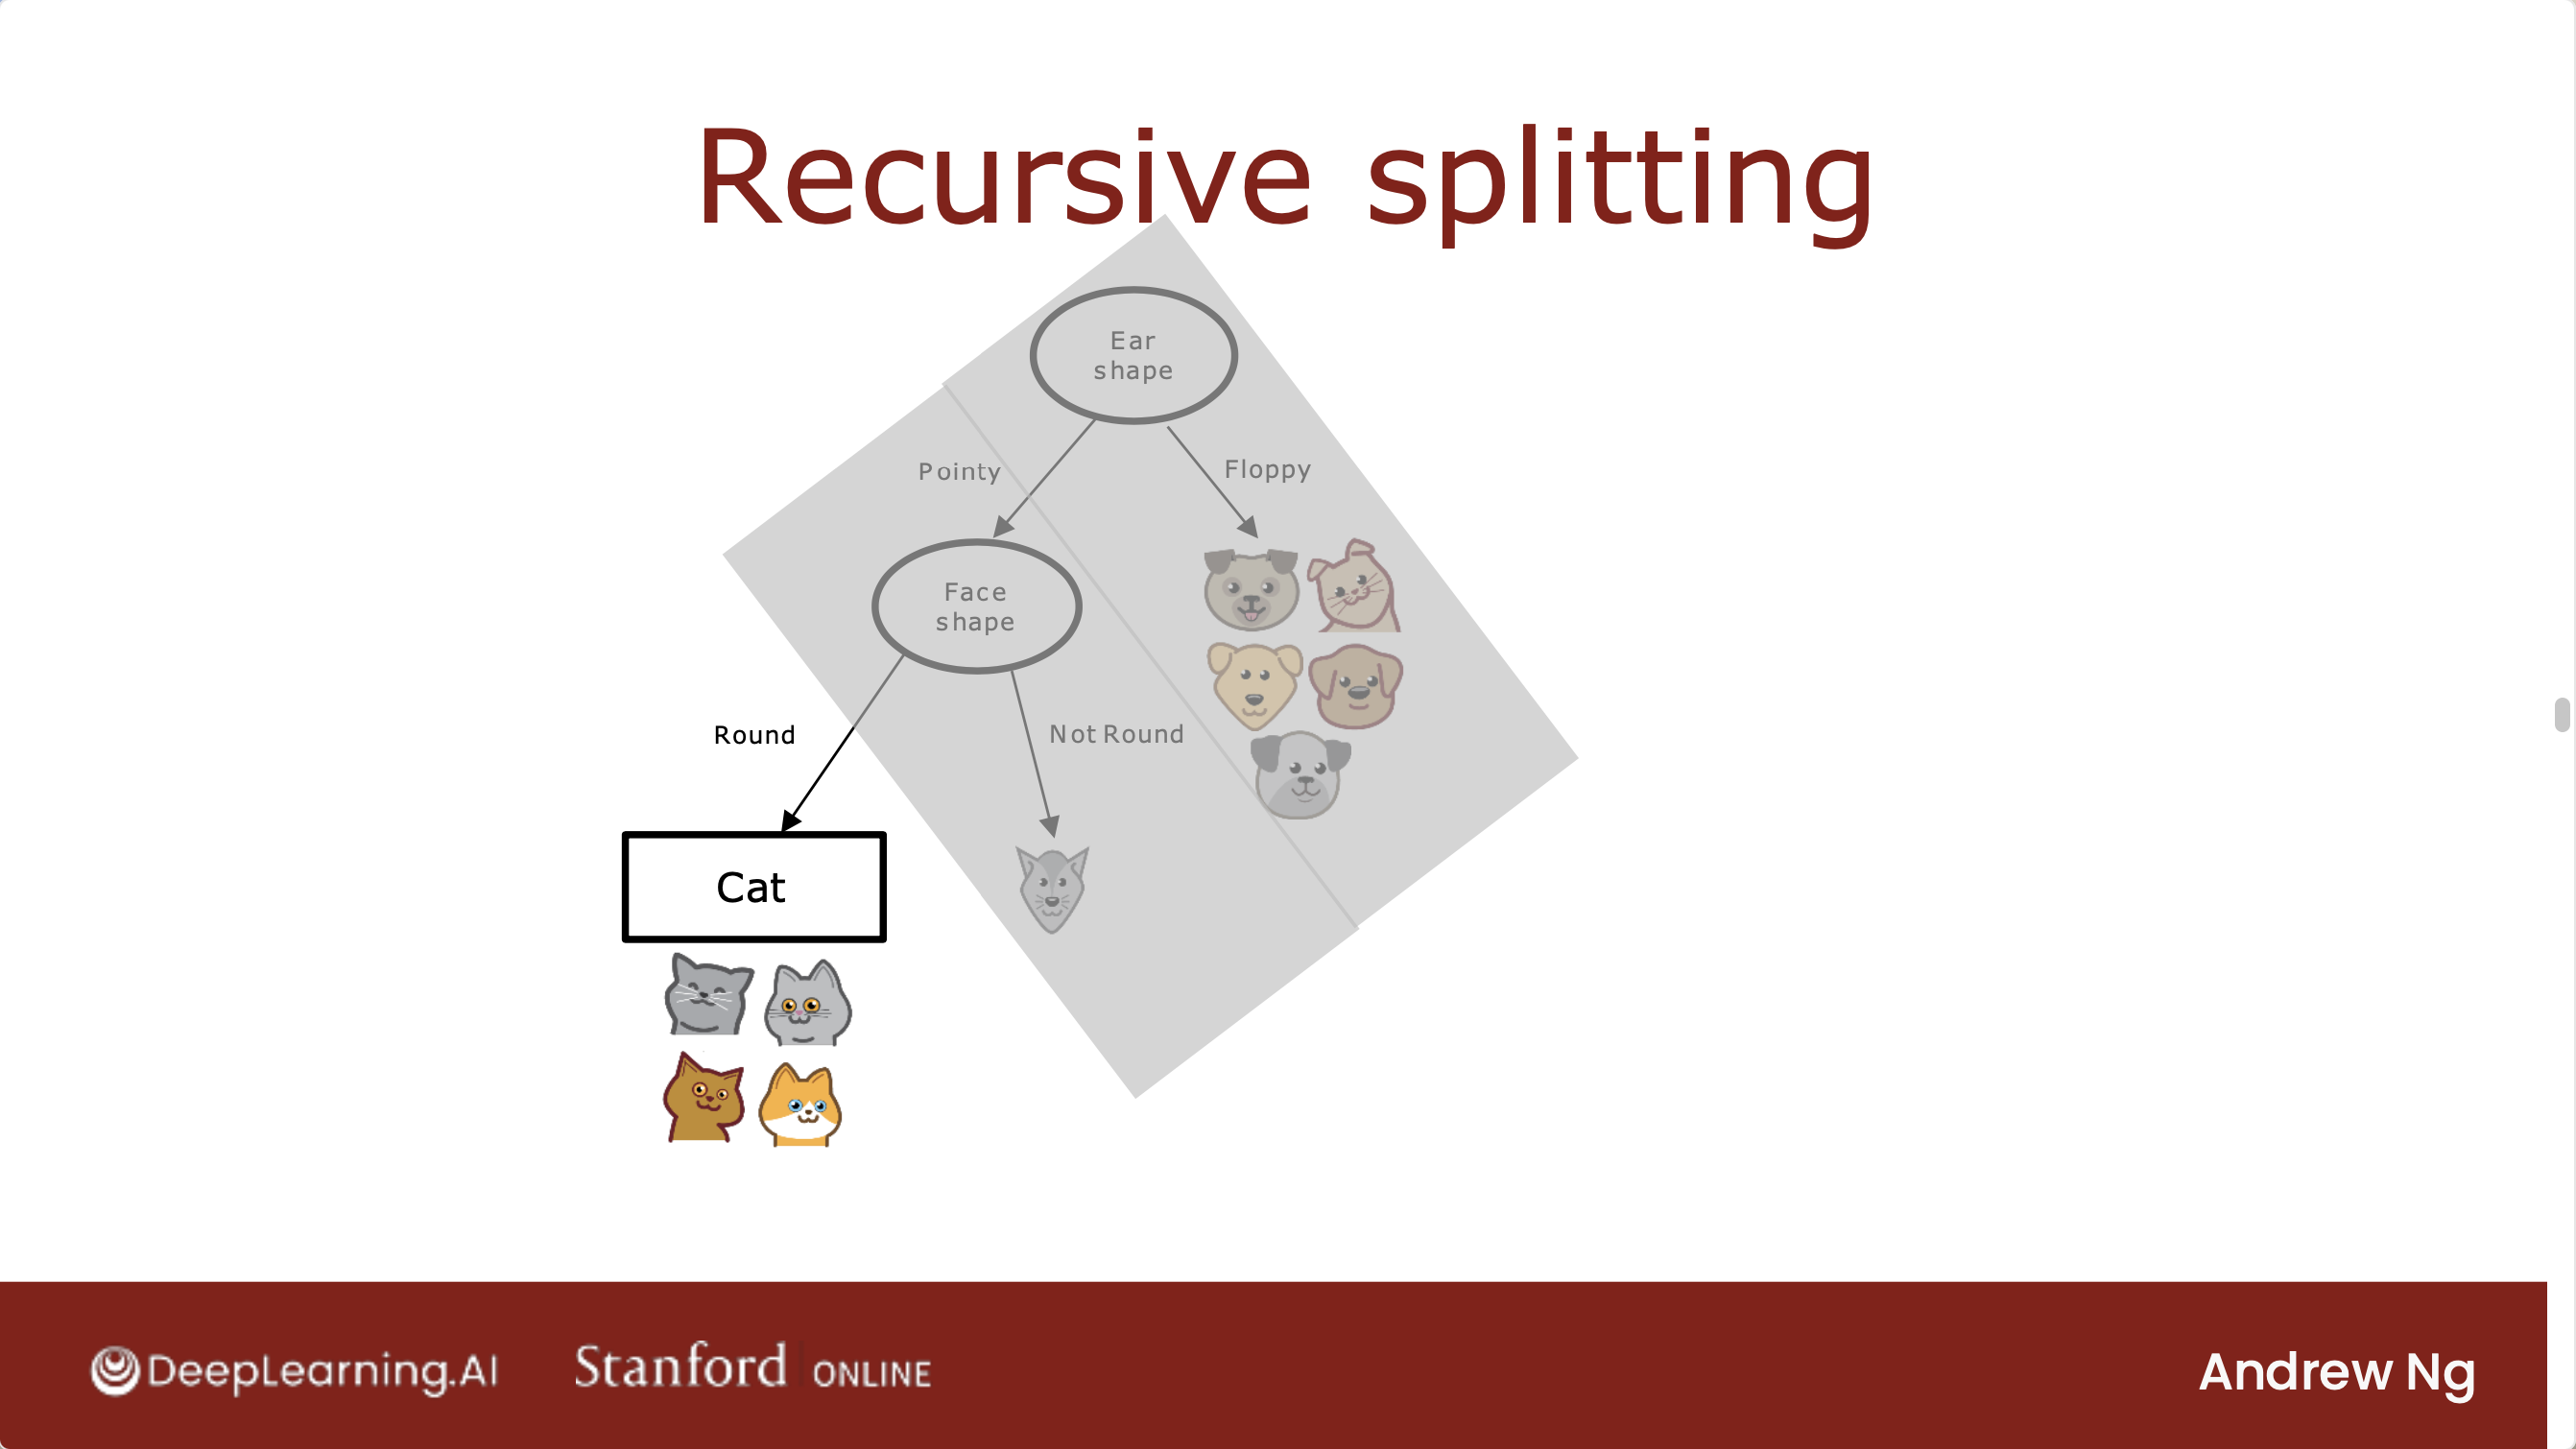 Recursive splitting
Ear
shape
Pointy
Floppy
Face
shape
Round
Not Round
Cat
DeepLearning.AI
Stanford ONLINE
Andrew Ng